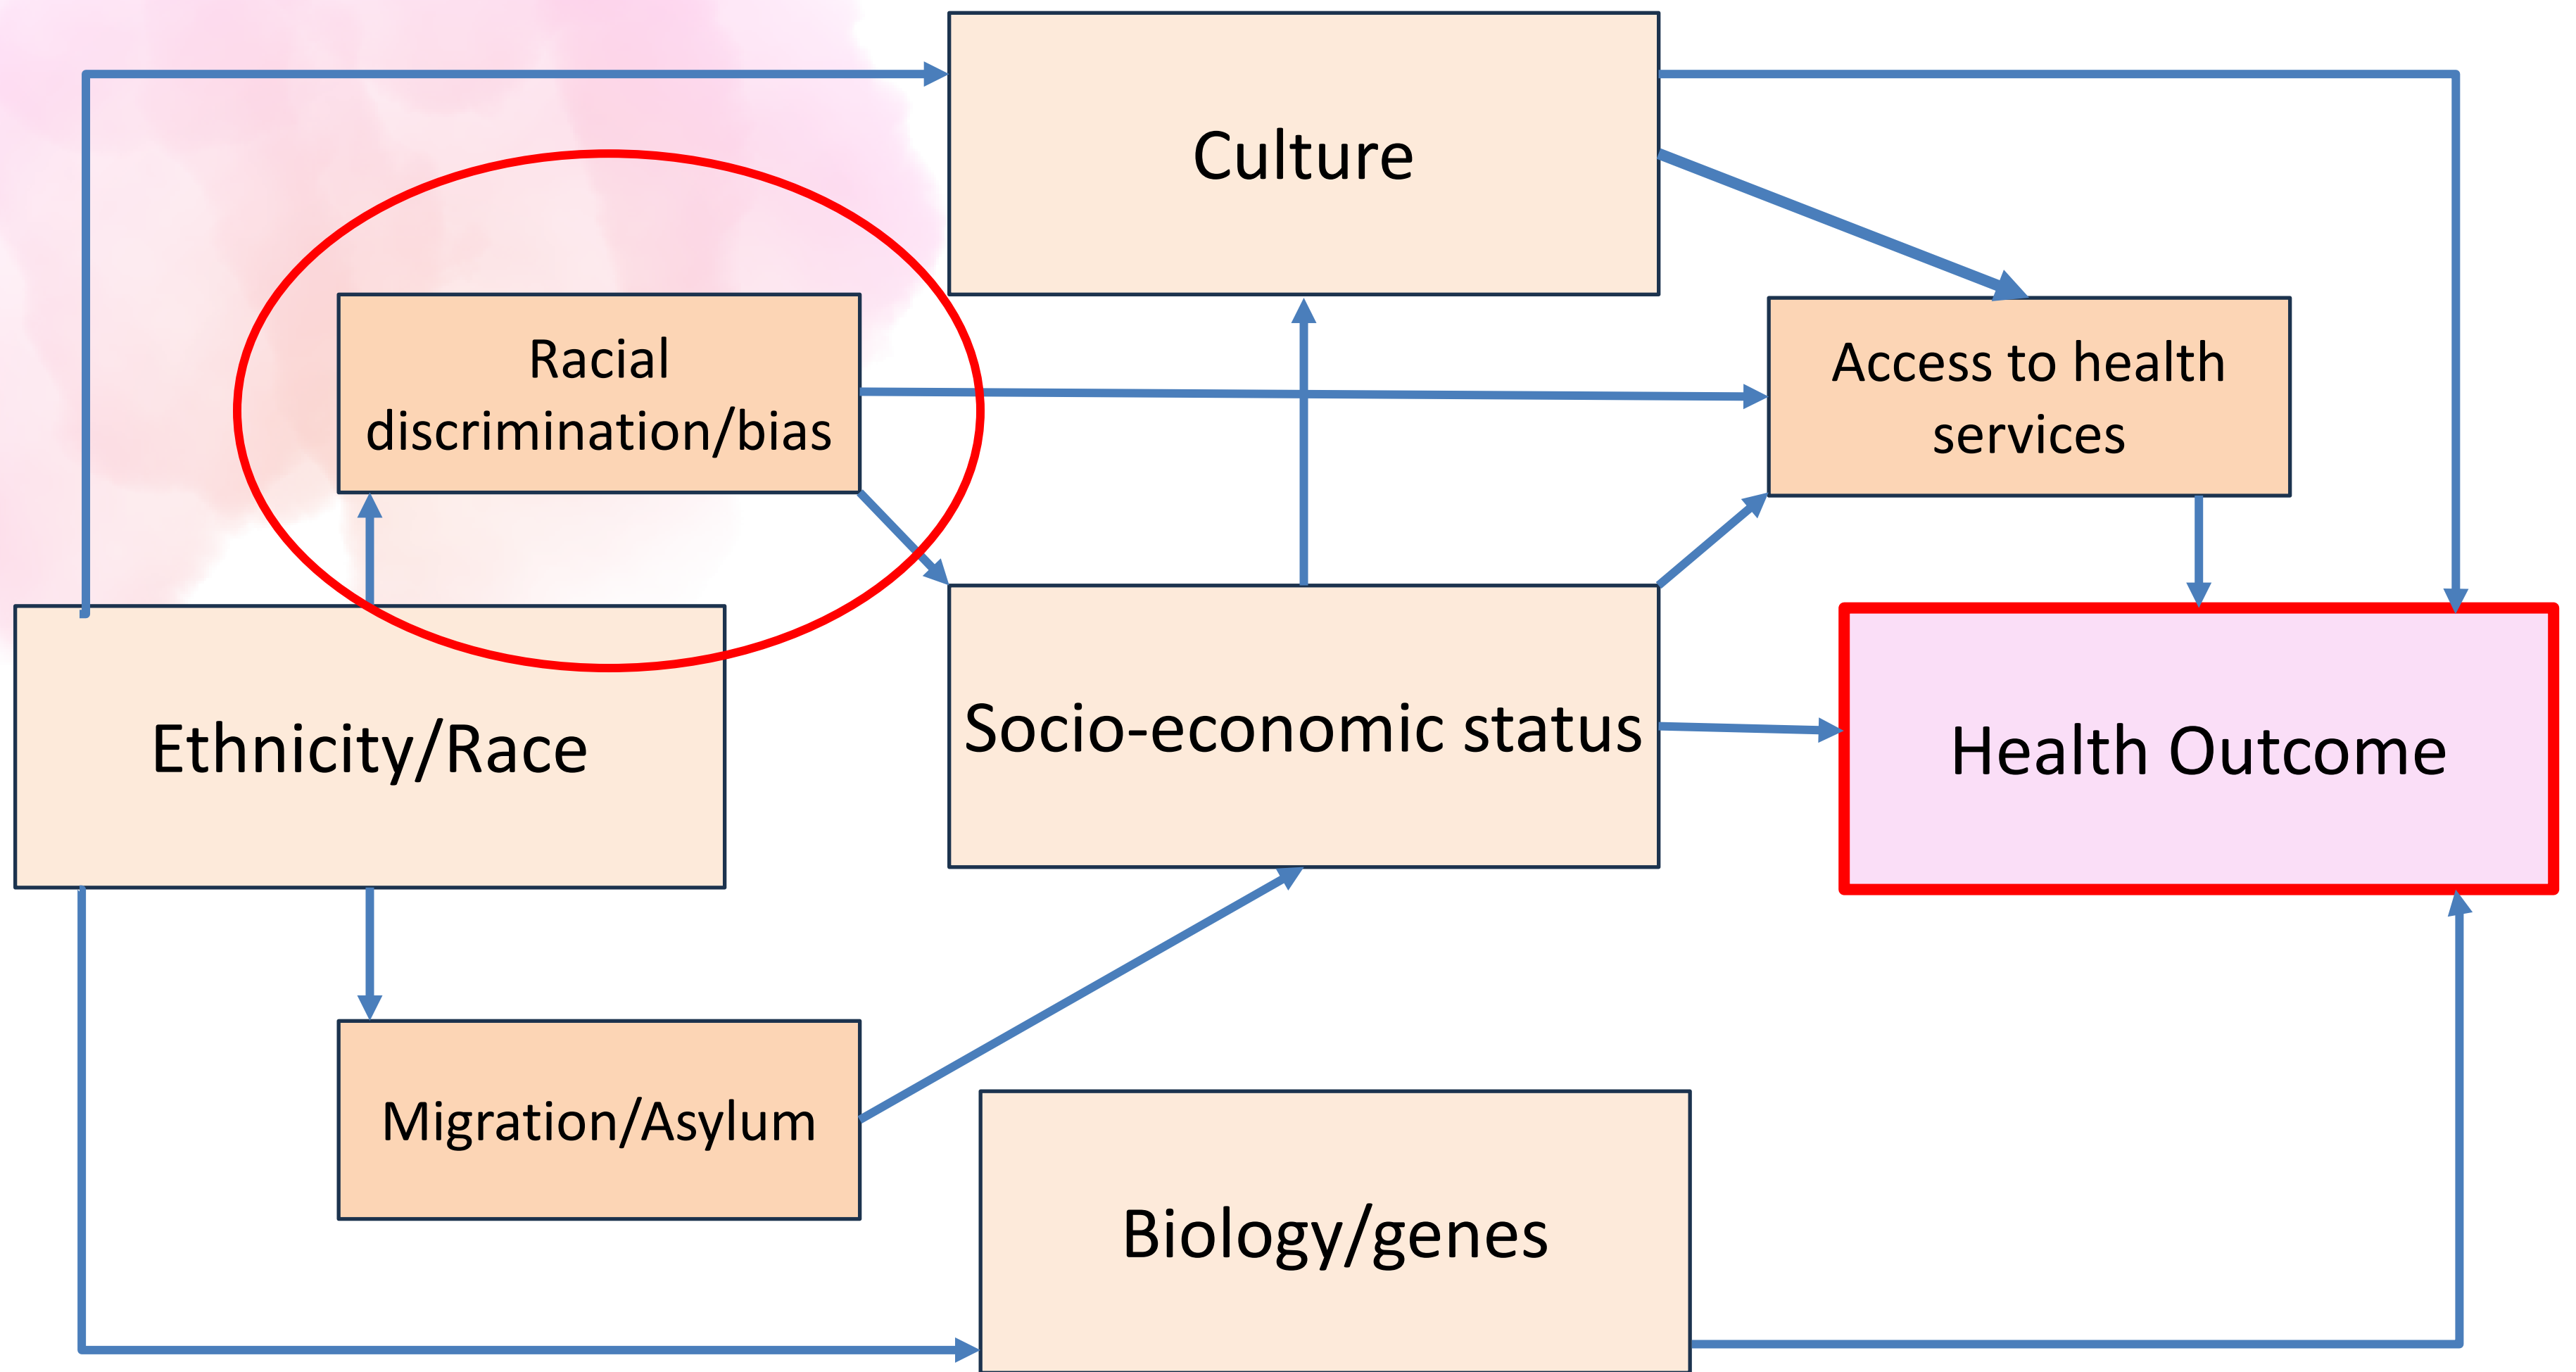 Culture
Racial
discrimination/bias
Access to health
services
Ethnicity/Race
Socio-economic status
Health Outcome
Migration/Asylum
Biology/genes